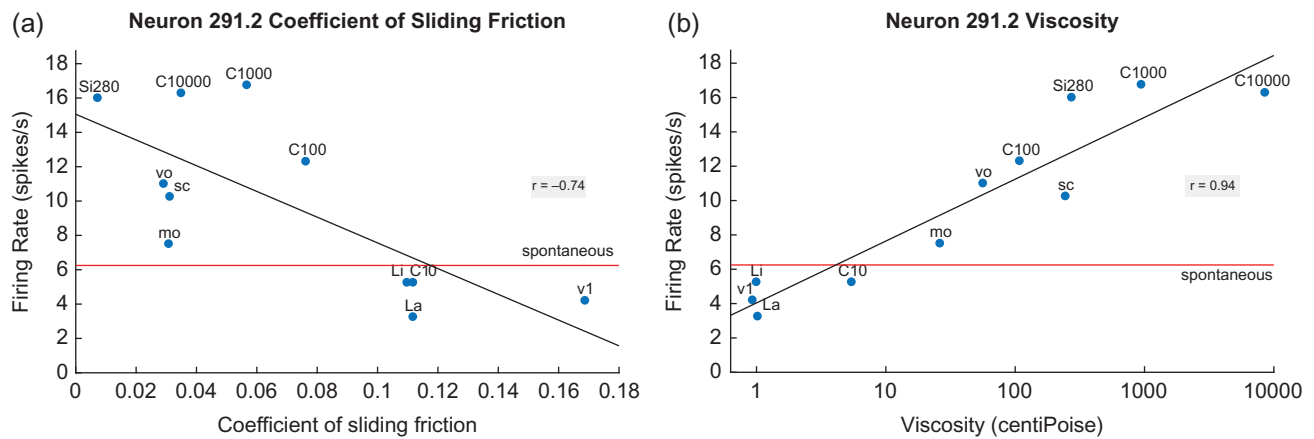 (a)
Neuron 291.2 Coefficient of Sliding Friction
Firing Rate (spikes/s)
18
16
14
12
10
8
6
4
2
0
Si280
C10000
C1000
C100
vo
sc
mo
r = –0.74
spontaneous
Li
C10
La
v1
0
0.02
0.04
0.06
0.08
0.1
0.12
0.14
0.16
0.18
Coefficient of sliding friction
(b)
Neuron 291.2 Viscosity
Firing Rate (spikes/s)
18
16
14
12
10
8
6
4
2
0
Si280
C1000
C10000
C100
vo
sc
mo
r = 0.94
Li
C10
spontaneous
v1
La
1
10
100
1000
10000
Viscosity (centiPoise)